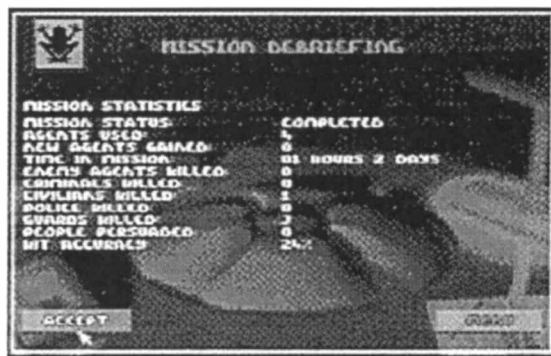 MISSION DEBRIEFING
MISSION STATISTICS
MISSION STATUS: COMPLETED
AGENTS USED: 4
NEW AGENTS GAINED: 0
TIME IN MISSION: 01 HOURS 2 DAYS
ENEMY AGENTS KILLED: 0
CRIMINALS KILLED: 0
CIVILIANS KILLED: 1
POLICE KILLED: 0
GUARDS KILLED:
PEOPLE PERSUADED: 0
HIT ACCURACY 24%
ACCEPT